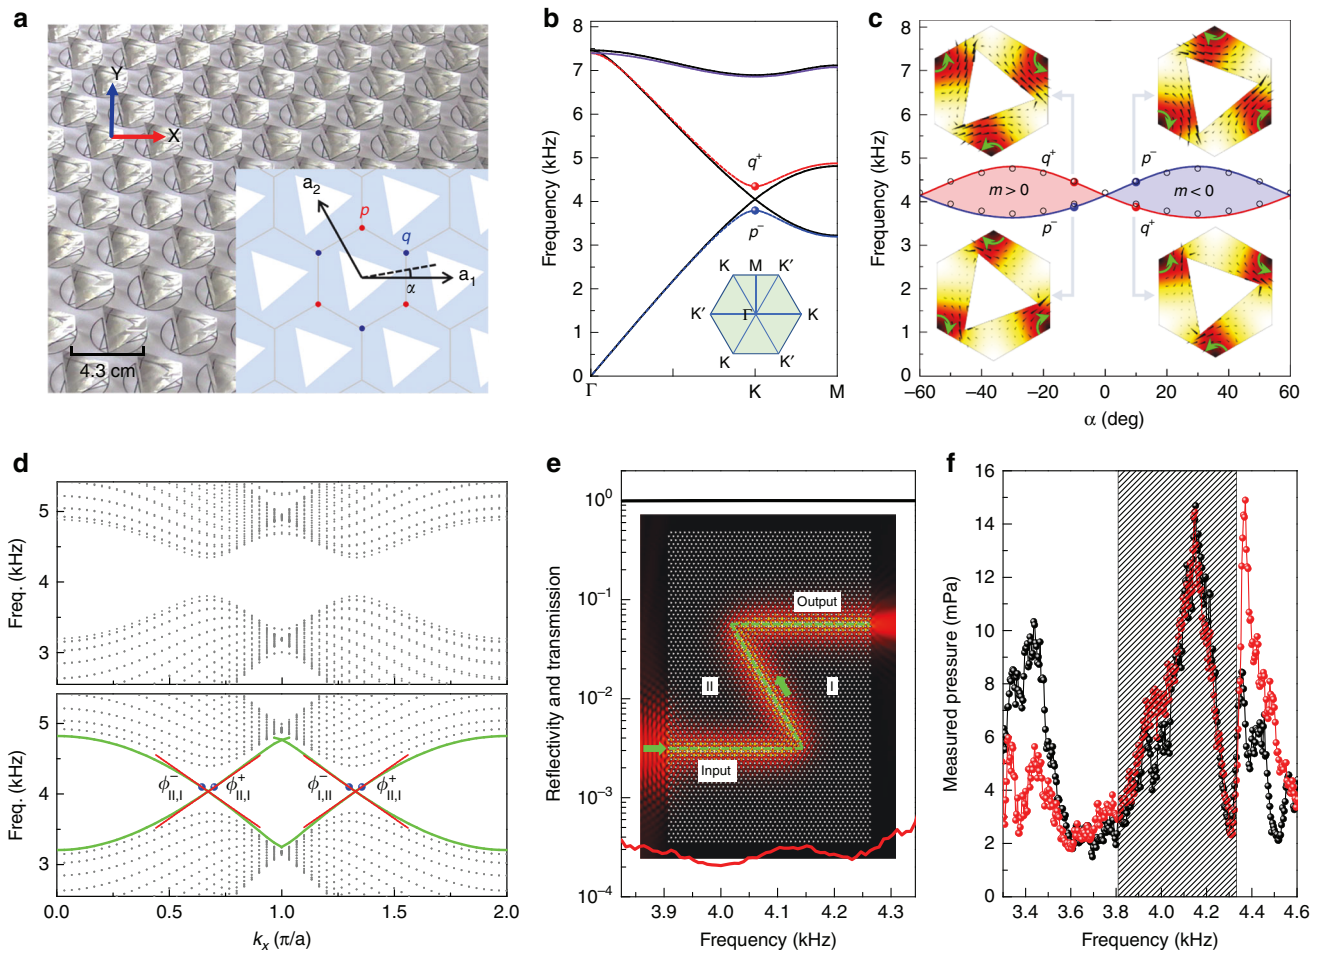 a
Y
X
4.3 cm
a2
p
q
a1
α
b
8
7
6
5
4
3
2
1
0
Frequency (kHz)
q+
p−
K M K′
K′ Γ K
K K′
Γ K M
c
8
7
6
5
4
3
2
1
0
Frequency (kHz)
q+ p−
m > 0 m < 0
p− q+
−60 −40 −20 0 20 40 60
α (deg)
d
5
4
3
Freq. (kHz)
5
4
3
Freq. (kHz)
ϕ−II,I ϕ+II,I ϕ−I,II ϕ+II,I
0.0 0.5 1.0 1.5 2.0
kx (π/a)
e
10^0
10^−1
10^−2
10^−3
10^−4
Reflectivity and transmission
Output
II I
Input
3.9 4.0 4.1 4.2 4.3
Frequency (kHz)
f
16
14
12
10
8
6
4
2
0
Measured pressure (mPa)
3.4 3.6 3.8 4.0 4.2 4.4 4.6
Frequency (kHz)